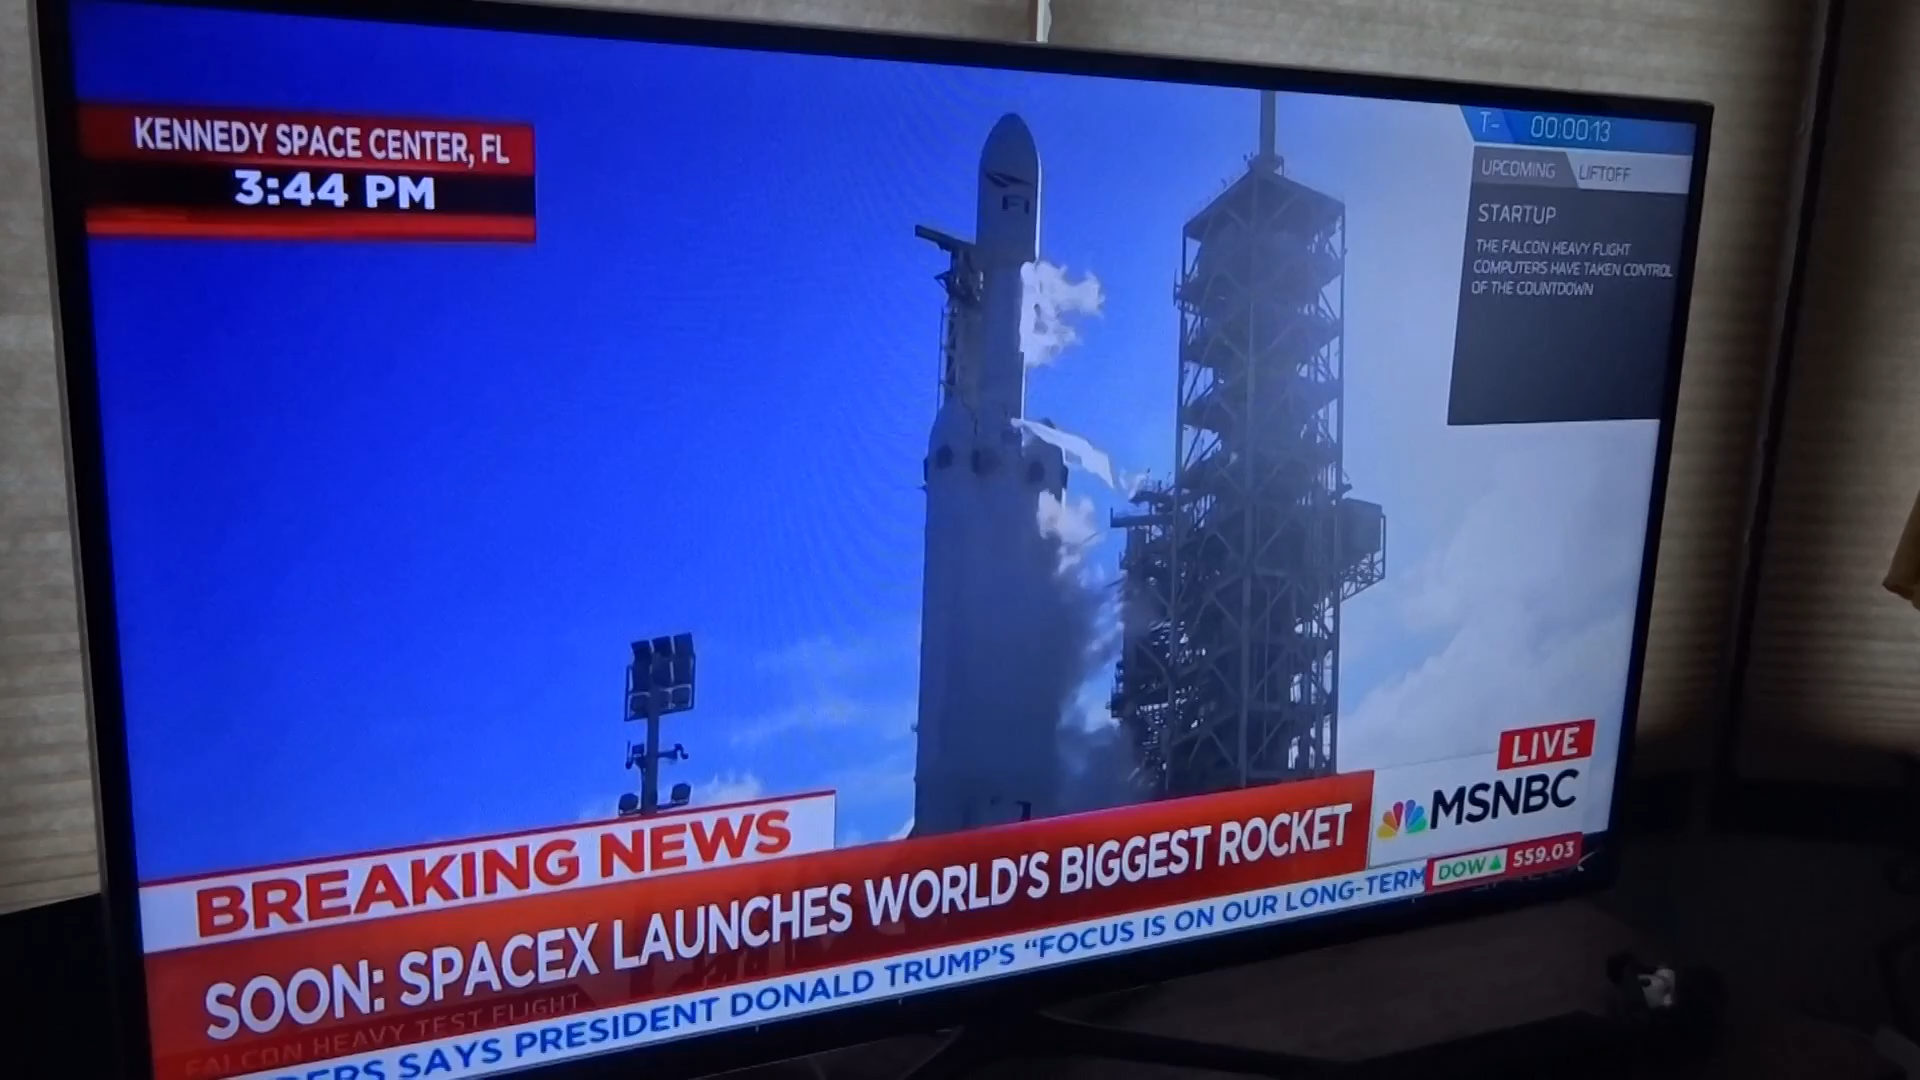 KENNEDY SPACE CENTER, FL
3:44 PM
T- 00:00:13
UPCOMING LIFTOFF
STARTUP
THE FALCON HEAVY FLIGHT
COMPUTERS HAVE TAKEN CONTROL
OF THE COUNTDOWN
LIVE
MSNBC
BREAKING NEWS
SOON: SPACEX LAUNCHES WORLD'S BIGGEST ROCKET
DOW 559.03
FALCON HEAVY TEST FLIGHT
SAYS PRESIDENT DONALD TRUMP'S “FOCUS IS ON OUR LONG-TERM